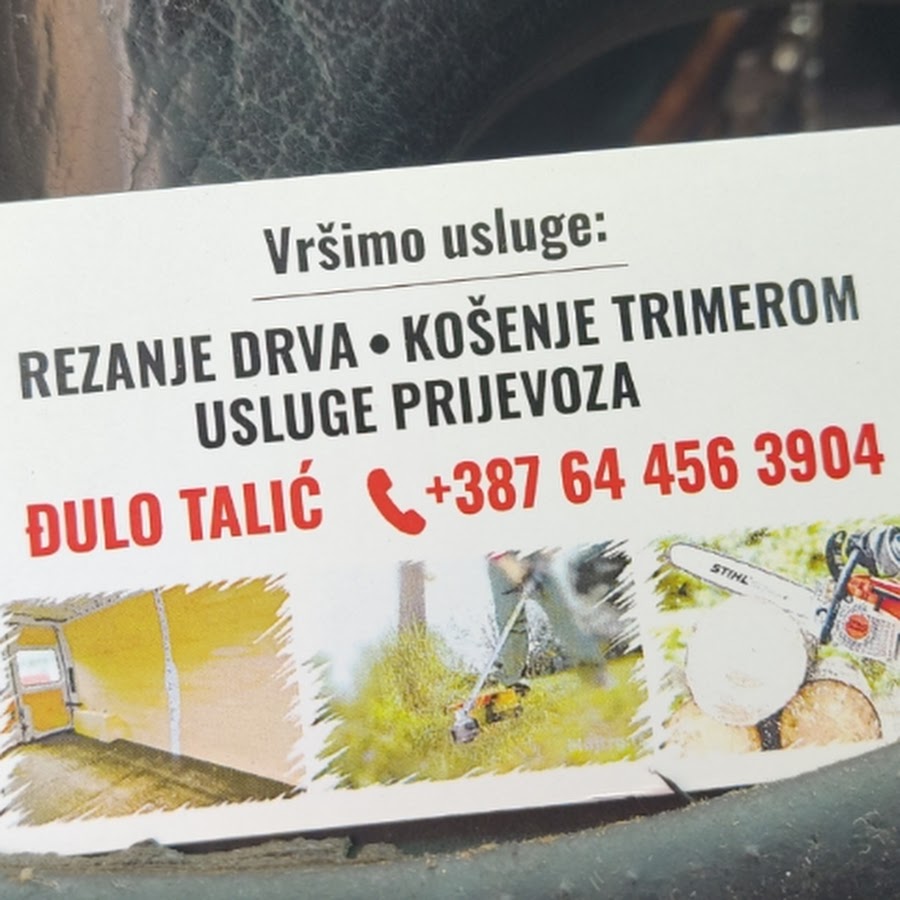 Vršimo usluge:
REZANJE DRVA • KOŠENJE TRIMEROM
USLUGE PRIJEVOZA
ĐULO TALIĆ +387 64 456 3904
STIHL